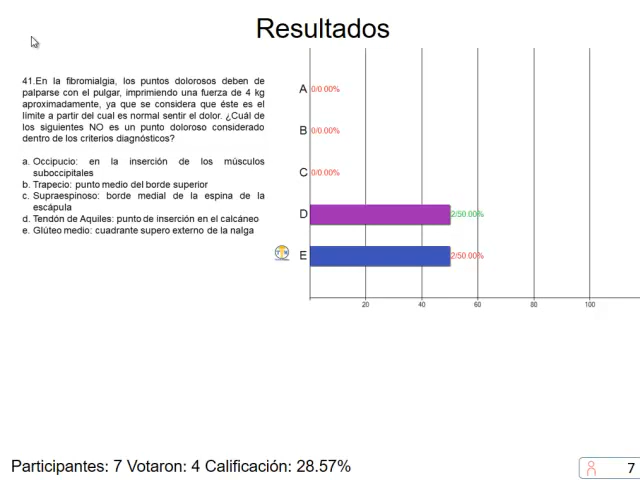 Resultados
41.En la fibromialgia, los puntos dolorosos deben de
palparse con el pulgar, imprimiendo una fuerza de 4 kg
aproximadamente, ya que se considera que éste es el
límite a partir del cual es normal sentir el dolor. ¿Cuál de
los siguientes NO es un punto doloroso considerado
dentro de los criterios diagnósticos?
a. Occipucio: en la inserción de los músculos
suboccipitales
b. Trapecio: punto medio del borde superior
c. Supraespinoso: borde medial de la espina de la
escápula
d. Tendón de Aquiles: punto de inserción en el calcáneo
e. Glúteo medio: cuadrante supero externo de la nalga
A 0/0.00%
B 0/0.00%
C 0/0.00%
D 2/50.00%
E 2/50.00%
20 40 60 80 100
Participantes: 7 Votaron: 4 Calificación: 28.57%
7